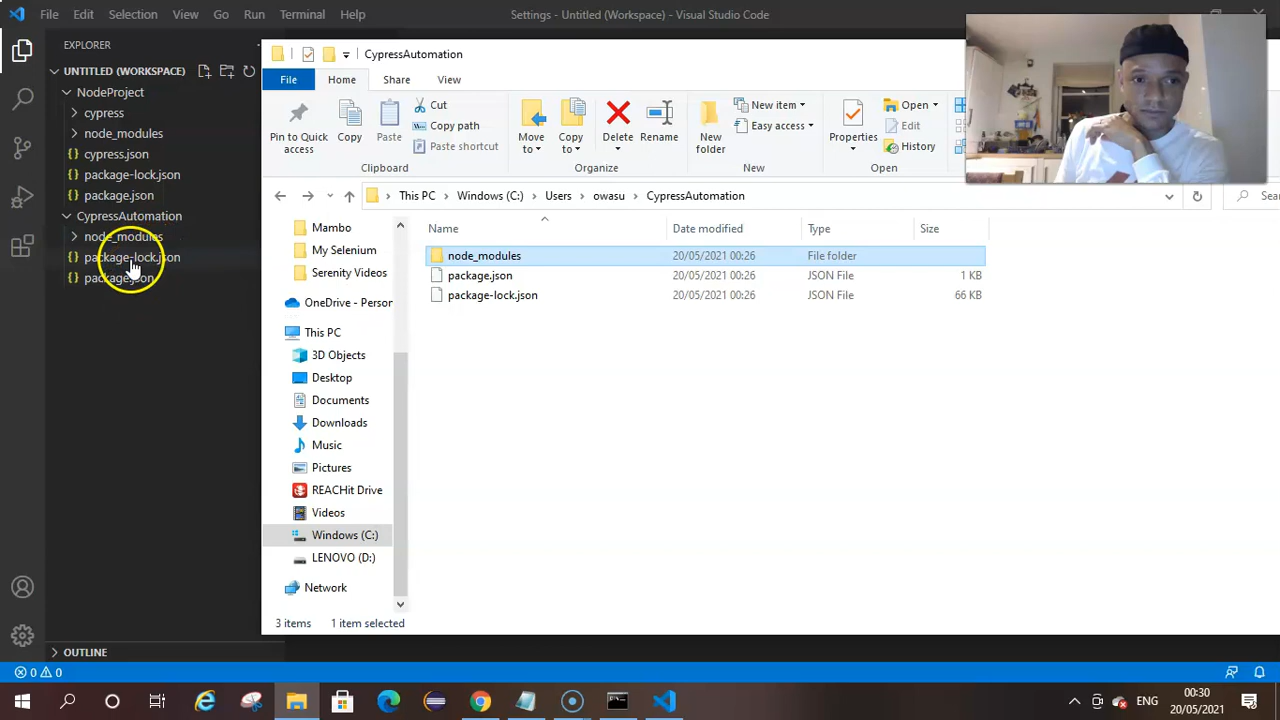 File Edit Selection View Go Run Terminal Help
Settings - Untitled (Workspace) - Visual Studio Code
EXPLORER
UNTITLED (WORKSPACE)
NodeProject
cypress
node_modules
cypress.json
package-lock.json
package.json
CypressAutomation
node_modules
package-lock.json
package.json
OUTLINE
CypressAutomation
File Home Share View
Pin to Quick access
Copy
Paste
Cut
Copy path
Paste shortcut
Clipboard
Move to
Copy to
Delete
Rename
Organize
New folder
New item
Easy access
New
Properties
Open
Edit
History
Open
This PC Windows (C:) Users owasu CypressAutomation
Sea
Name Date modified Type Size
node_modules 20/05/2021 00:26 File folder
package.json 20/05/2021 00:26 JSON File 1 KB
package-lock.json 20/05/2021 00:26 JSON File 66 KB
Mambo
My Selenium
Serenity Videos
OneDrive - Person
This PC
3D Objects
Desktop
Documents
Downloads
Music
Pictures
REACHit Drive
Videos
Windows (C:)
LENOVO (D:)
Network
3 items 1 item selected
0 0
ENG
00:30
20/05/2021